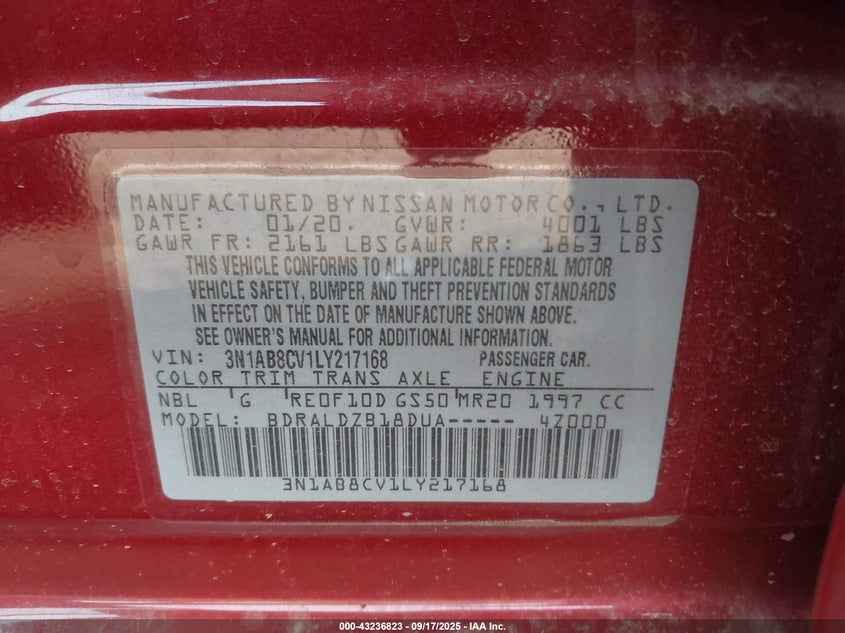 MANUFACTURED BY NISSAN MOTOR CO., LTD.
DATE: 01/20. GVWR: 4001 LBS
GAWR FR: 2161 LBS GAWR RR: 1863 LBS
THIS VEHICLE CONFORMS TO ALL APPLICABLE FEDERAL MOTOR
VEHICLE SAFETY, BUMPER AND THEFT PREVENTION STANDARDS
IN EFFECT ON THE DATE OF MANUFACTURE SHOWN ABOVE.
SEE OWNER'S MANUAL FOR ADDITIONAL INFORMATION.
VIN: 3N1AB8CV1LY217168 PASSENGER CAR.
COLOR TRIM TRANS AXLE ENGINE
NBL G RE0F10D GS50 MR20 1997 CC
MODEL: BDRALDZB18DUA----- 4Z000
3N1AB8CV1LY217168
000-43236823 - 09/17/2025 - IAA Inc.